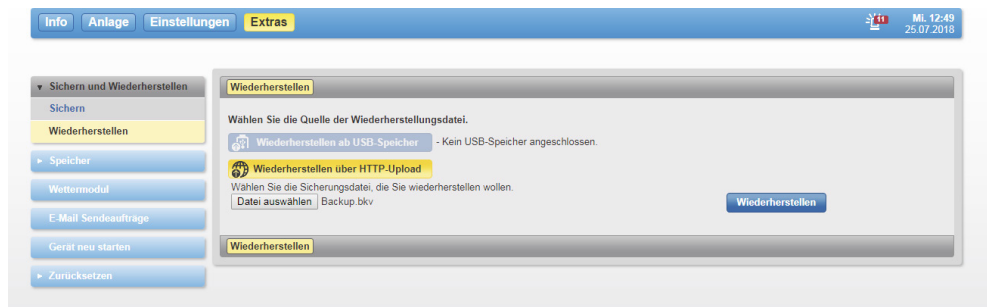 Info Anlage Einstellungen Extras
11
Mi. 12:49
25.07.2018
Sichern und Wiederherstellen
Sichern
Wiederherstellen
Speicher
Wettermodul
E-Mail Sendeaufträge
Gerät neu starten
Zurücksetzen
Wiederherstellen
Wählen Sie die Quelle der Wiederherstellungsdatei.
Wiederherstellen ab USB-Speicher - Kein USB-Speicher angeschlossen.
Wiederherstellen über HTTP-Upload
Wählen Sie die Sicherungsdatei, die Sie wiederherstellen wollen.
Datei auswählen Backup.bkv Wiederherstellen
Wiederherstellen